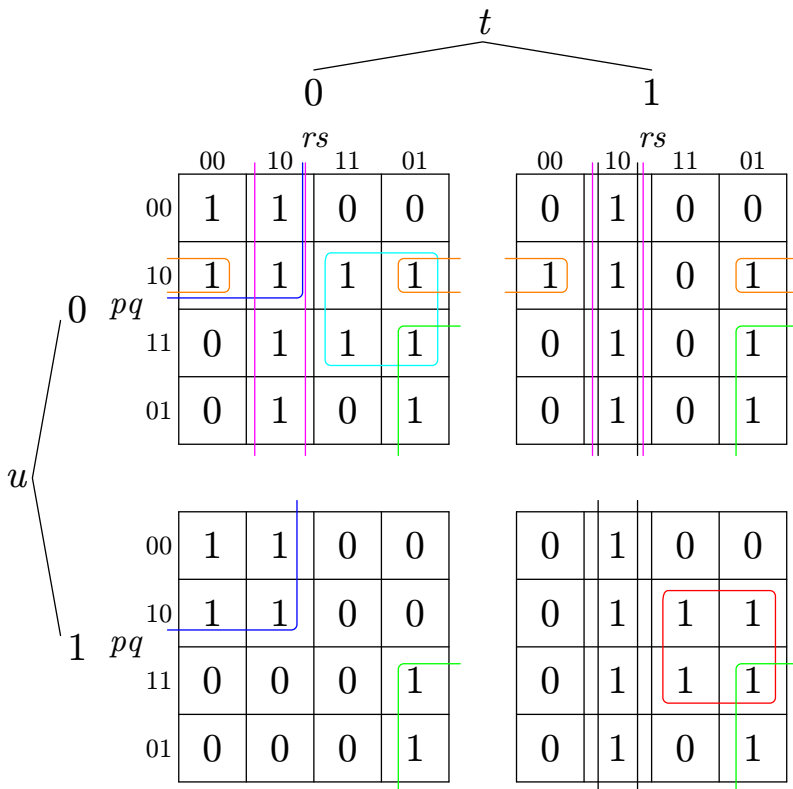 t
0 1
rs rs
00 10 11 01 00 10 11 01
00 1 1 0 0 0 1 0 0
10 1 1 1 1 1 1 0 1
0 pq
11 0 1 1 1 0 1 0 1
01 0 1 0 1 0 1 0 1
u
00 1 1 0 0 0 1 0 0
10 1 1 0 0 0 1 1 1
1 pq
11 0 0 0 1 0 1 1 1
01 0 0 0 1 0 1 0 1